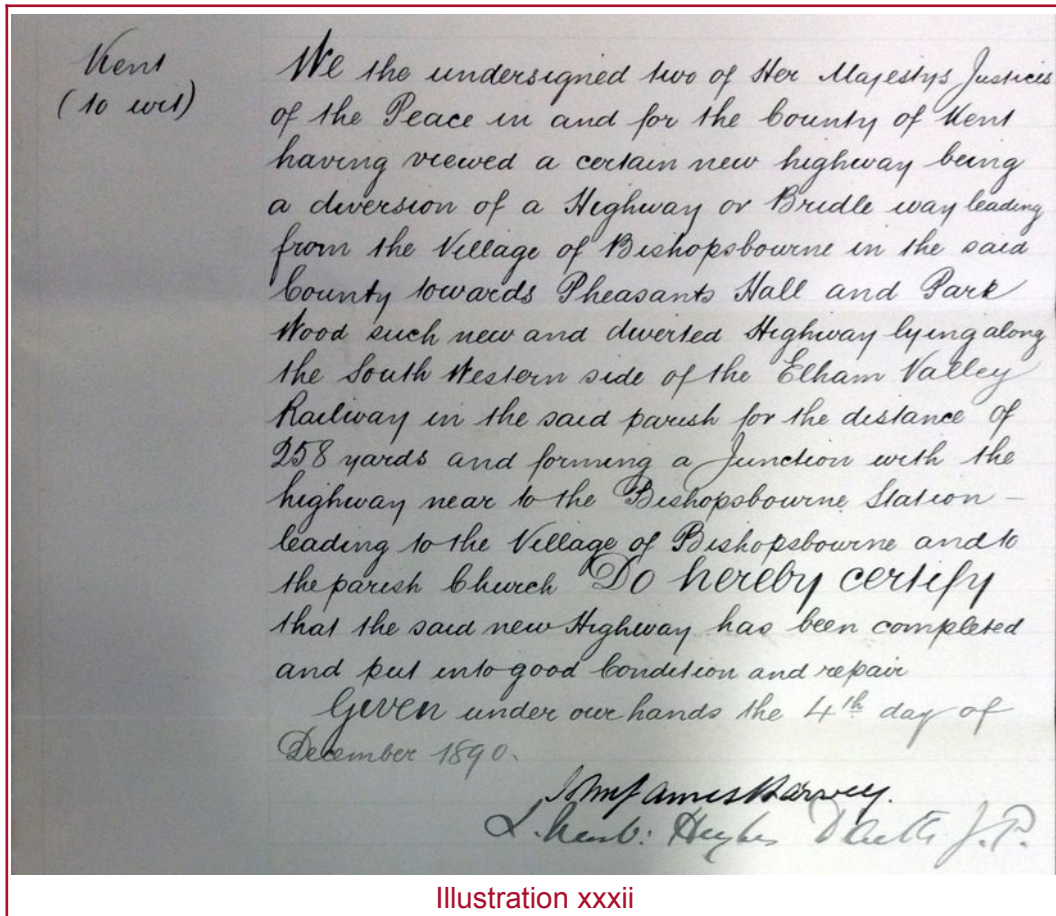 Kent
(to wit)
We the undersigned two of Her Majestys Justices
of the Peace in and for the County of Kent
having viewed a certain new highway being
a diversion of a Highway or Bridle way leading
from the Village of Bishopsbourne in the said
County towards Pheasants Hall and Park
Wood such new and diverted Highway lying along
the South Western side of the Elham Valley
Railway in the said parish for the distance of
258 yards and forming a Junction with the
highway near to the Bishopsbourne Station –
leading to the Village of Bishopsbourne and to
the parish Church Do hereby certify
that the said new Highway has been completed
and put into good Condition and repair
Given under our hands the 4th day of
December 1890.
John James Harvey.
Hughes J.P.
Illustration xxxii